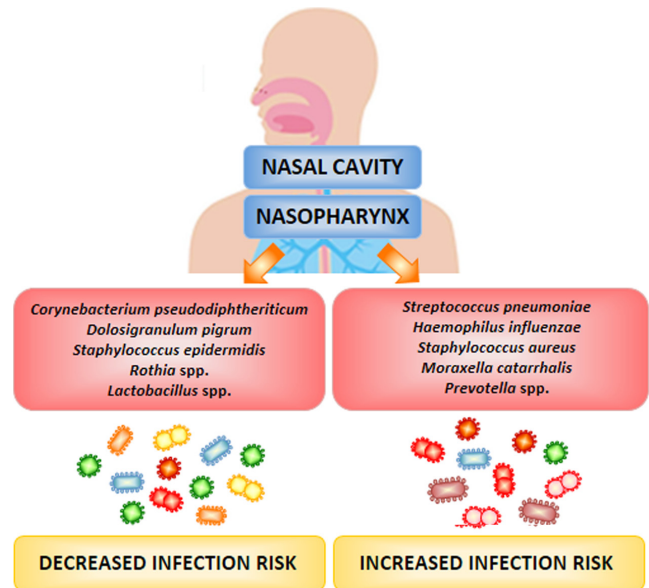 NASAL CAVITY
NASOPHARYNX
Corynebacterium pseudodiphtheriticum
Dolosigranulum pigrum
Staphylococcus epidermidis
Rothia spp.
Lactobacillus spp.
Streptococcus pneumoniae
Haemophilus influenzae
Staphylococcus aureus
Moraxella catarrhalis
Prevotella spp.
DECREASED INFECTION RISK
INCREASED INFECTION RISK